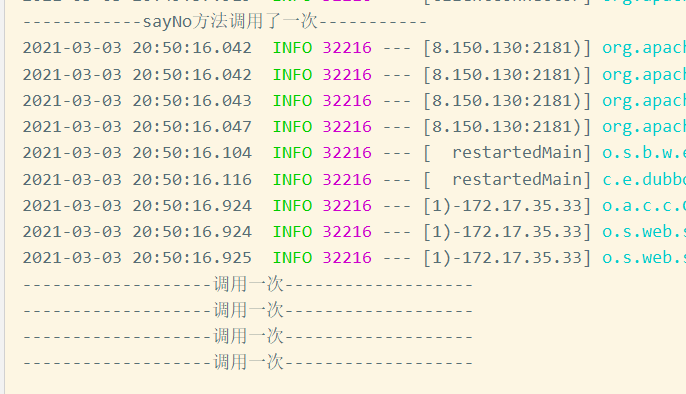 ------------sayNo方法调用了一次-----------
2021-03-03 20:50:16.042  INFO 32216 --- [8.150.130:2181)] org.apach
2021-03-03 20:50:16.042  INFO 32216 --- [8.150.130:2181)] org.apach
2021-03-03 20:50:16.043  INFO 32216 --- [8.150.130:2181)] org.apach
2021-03-03 20:50:16.047  INFO 32216 --- [8.150.130:2181)] org.apach
2021-03-03 20:50:16.104  INFO 32216 --- [  restartedMain] o.s.b.w.e
2021-03-03 20:50:16.116  INFO 32216 --- [  restartedMain] c.e.dubbo
2021-03-03 20:50:16.924  INFO 32216 --- [1)-172.17.35.33] o.a.c.c.C
2021-03-03 20:50:16.924  INFO 32216 --- [1)-172.17.35.33] o.s.web.s
2021-03-03 20:50:16.925  INFO 32216 --- [1)-172.17.35.33] o.s.web.s
-------------------调用一次-------------------
-------------------调用一次-------------------
-------------------调用一次-------------------
-------------------调用一次-------------------